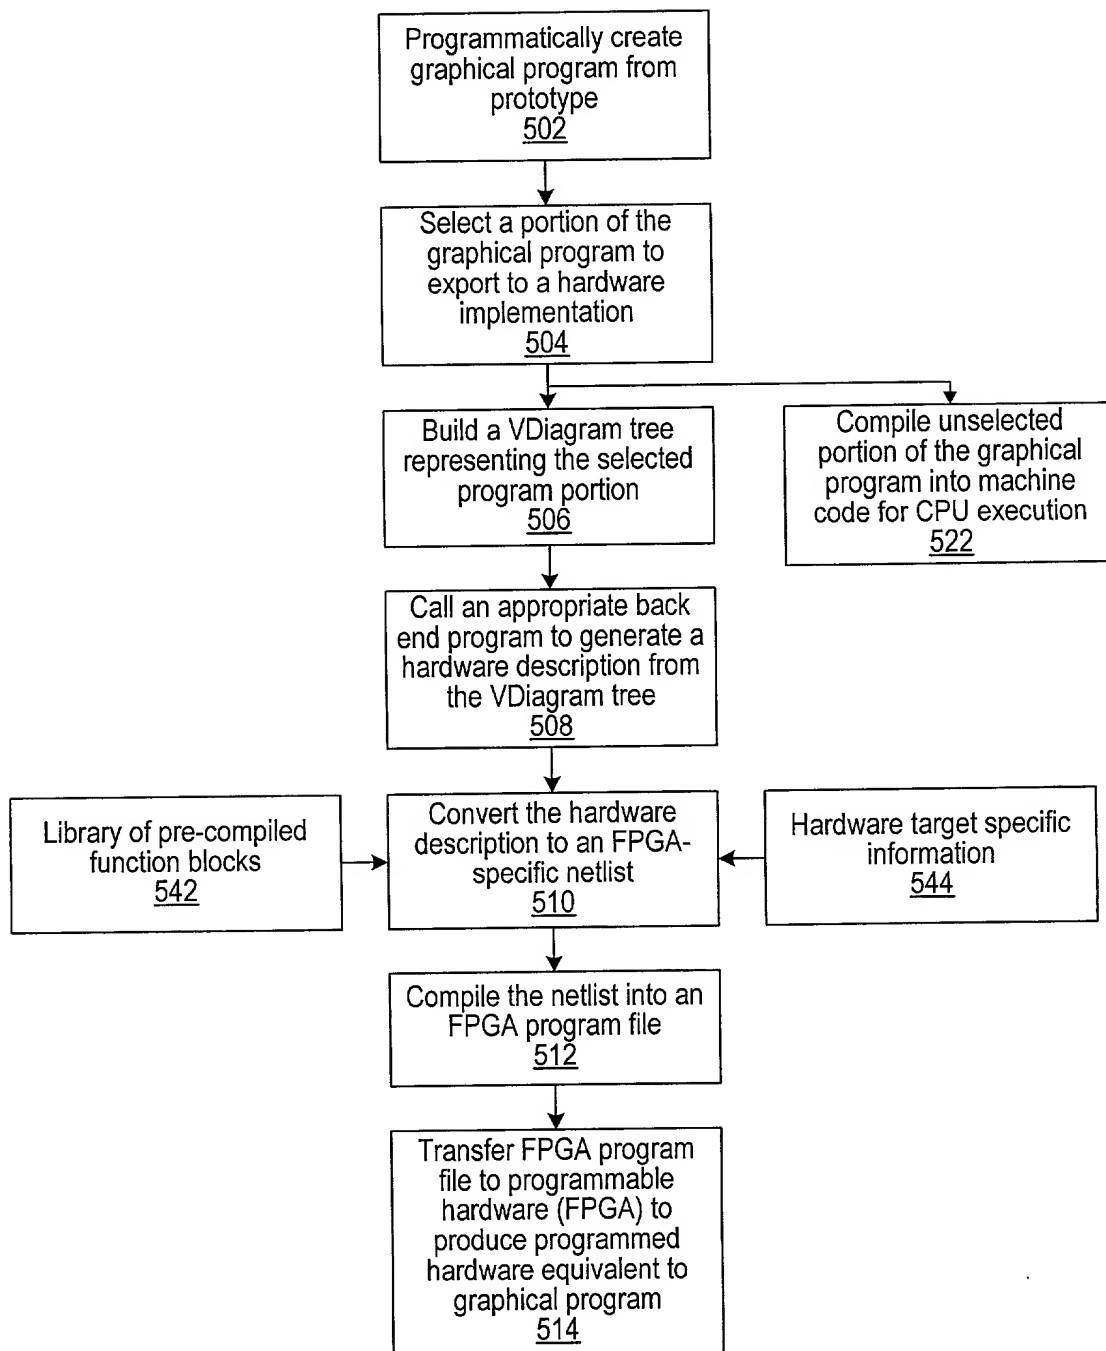 Programmatically create
graphical program from
prototype
502
Select a portion of the
graphical program to
export to a hardware
implementation
504
Build a VDiagram tree
representing the selected
program portion
506
Compile unselected
portion of the graphical
program into machine
code for CPU execution
522
Call an appropriate back
end program to generate a
hardware description from
the VDiagram tree
508
Library of pre-compiled
function blocks
542
Convert the hardware
description to an FPGA-
specific netlist
510
Hardware target specific
information
544
Compile the netlist into an
FPGA program file
512
Transfer FPGA program
file to programmable
hardware (FPGA) to
produce programmed
hardware equivalent to
graphical program
514